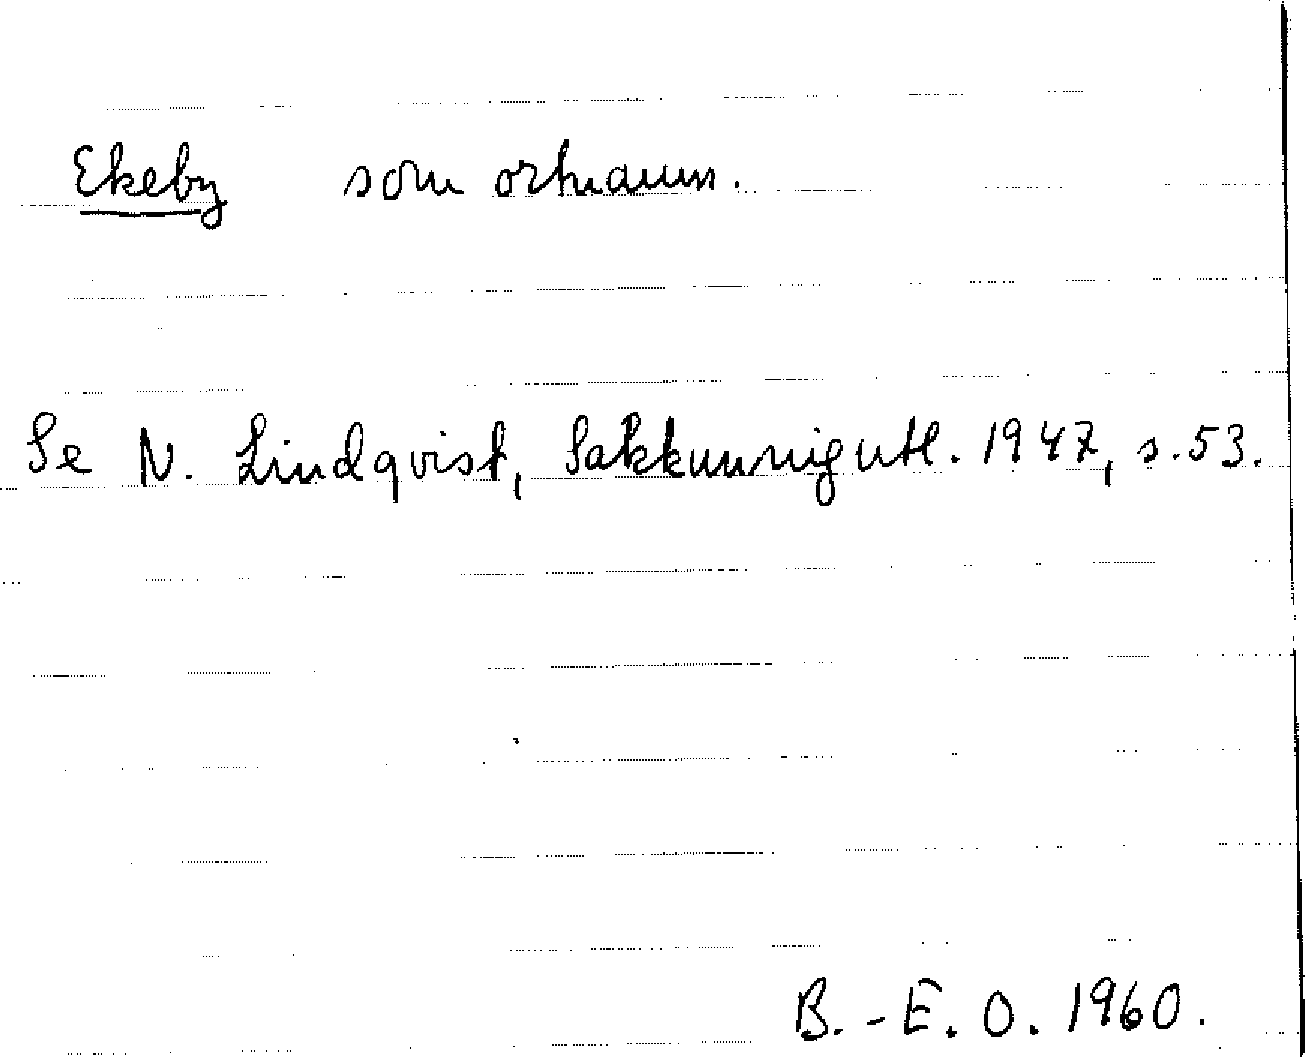 Ekeby som ortnamn.
Se N. Lindqvist, Sakkunnigutl. 1947, s. 53.
B.-E. O. 1960.